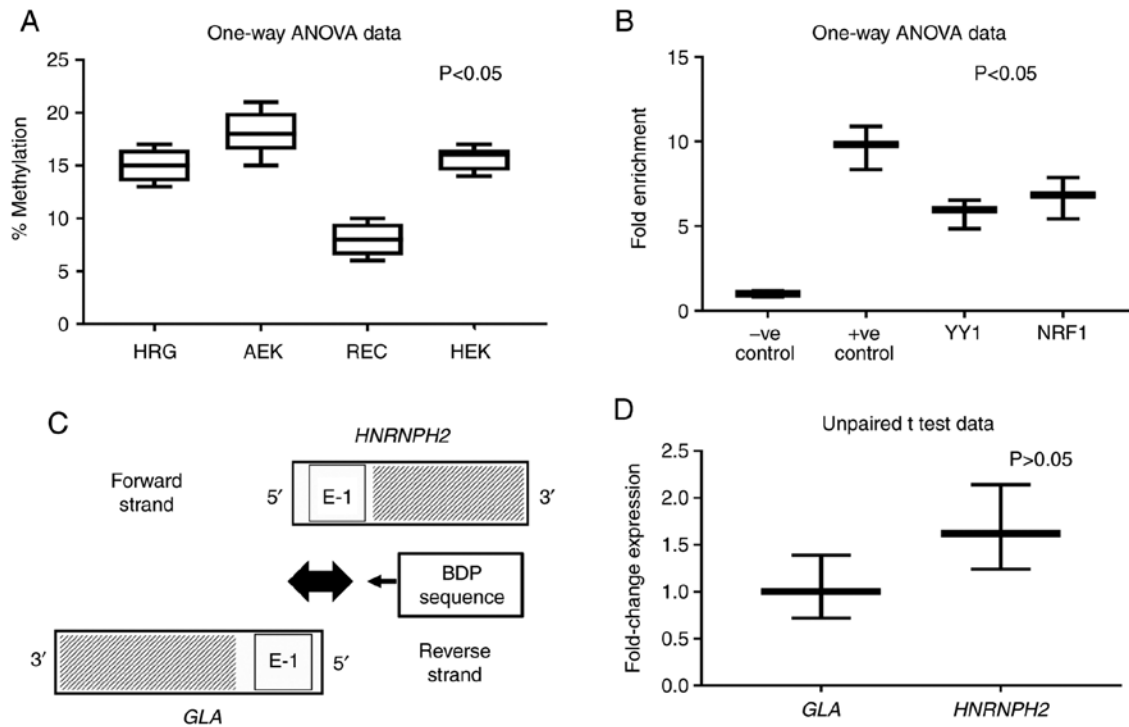 A
One-way ANOVA data
P<0.05
% Methylation
25
20
15
10
5
0
HRG AEK REC HEK
B
One-way ANOVA data
P<0.05
Fold enrichment
15
10
5
0
–ve control
+ve control
YY1
NRF1
C
HNRNPH2
Forward
strand
5′ E-1 3′
BDP
sequence
3′ E-1 5′
Reverse
strand
GLA
D
Unpaired t test data
P>0.05
Fold-change expression
2.5
2.0
1.5
1.0
0.5
0.0
GLA HNRNPH2